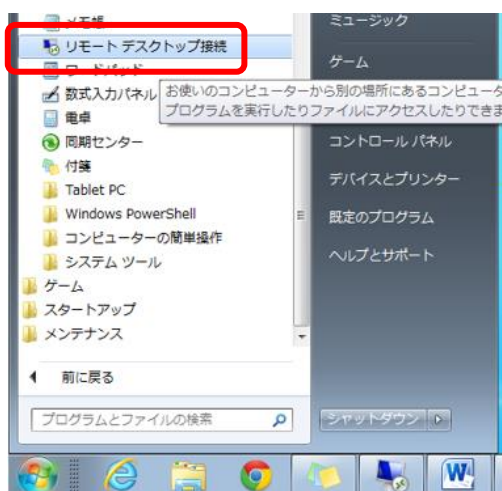 メモ帳
リモート デスクトップ接続
ワードパッド
数式入力パネル
お使いのコンピューターから別の場所にあるコンピュータ
プログラムを実行したりファイルにアクセスしたりできま
電卓
同期センター
付箋
Tablet PC
Windows PowerShell
コンピューターの簡単操作
システム ツール
ゲーム
スタートアップ
メンテナンス
前に戻る
プログラムとファイルの検索
ミュージック
ゲーム
コントロール パネル
デバイスとプリンター
既定のプログラム
ヘルプとサポート
シャットダウン
W